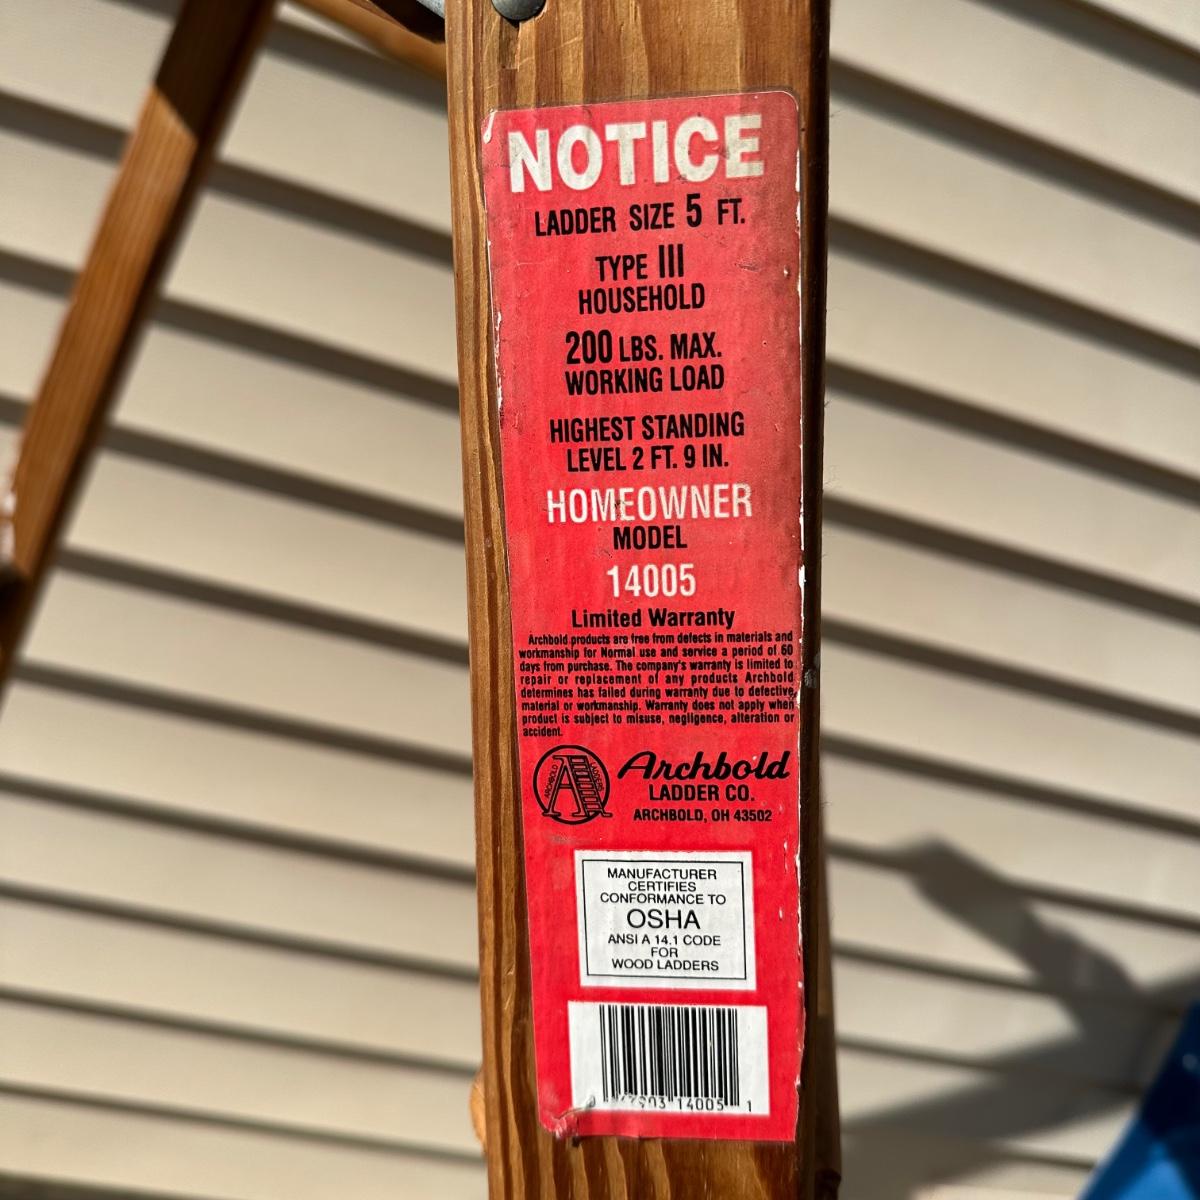 NOTICE
LADDER SIZE 5 FT.
TYPE III
HOUSEHOLD
200 LBS. MAX.
WORKING LOAD
HIGHEST STANDING
LEVEL 2 FT. 9 IN.
HOMEOWNER
MODEL
14005
Limited Warranty
Archbold products are free from defects in materials and
workmanship for Normal use and service a period of 60
days from purchase. The company's warranty is limited to
repair or replacement of any products Archbold
determines has failed during warranty due to defective
material or workmanship. Warranty does not apply when
product is subject to misuse, negligence, alteration or
accident.
ARCHBOLD LADDERS
A
Archbold
LADDER CO.
ARCHBOLD, OH 43502
MANUFACTURER
CERTIFIES
CONFORMANCE TO
OSHA
ANSI A 14.1 CODE
FOR
WOOD LADDERS
14005 1